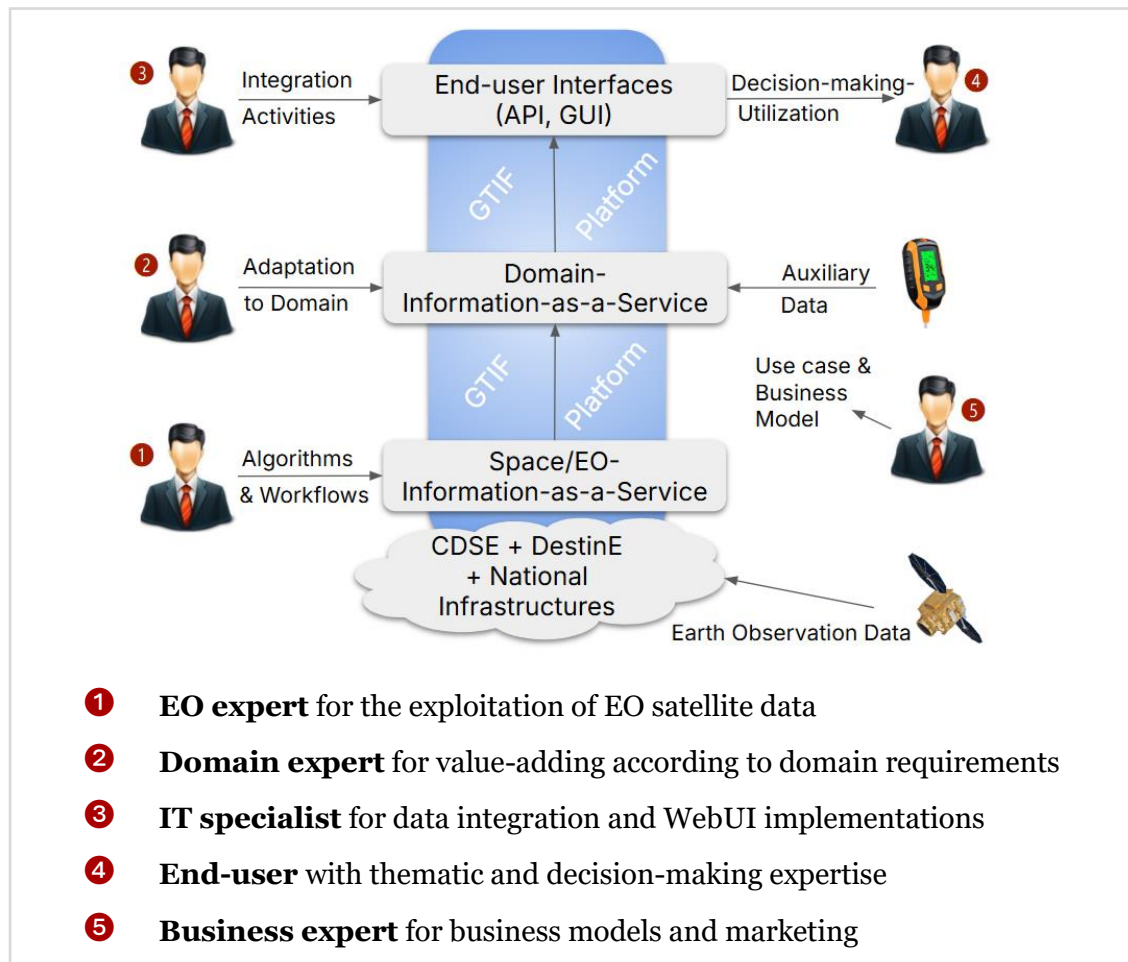 3
Integration
Activities
End-user Interfaces
(API, GUI)
Decision-making-
Utilization
4
GTIF
Platform
2
Adaptation
to Domain
Domain-
Information-as-a-Service
Auxiliary
Data
GTIF
Platform
Use case &
Business
Model
5
1
Algorithms
& Workflows
Space/EO-
Information-as-a-Service
CDSE + DestinE
+ National
Infrastructures
Earth Observation Data
1 EO expert for the exploitation of EO satellite data
2 Domain expert for value-adding according to domain requirements
3 IT specialist for data integration and WebUI implementations
4 End-user with thematic and decision-making expertise
5 Business expert for business models and marketing